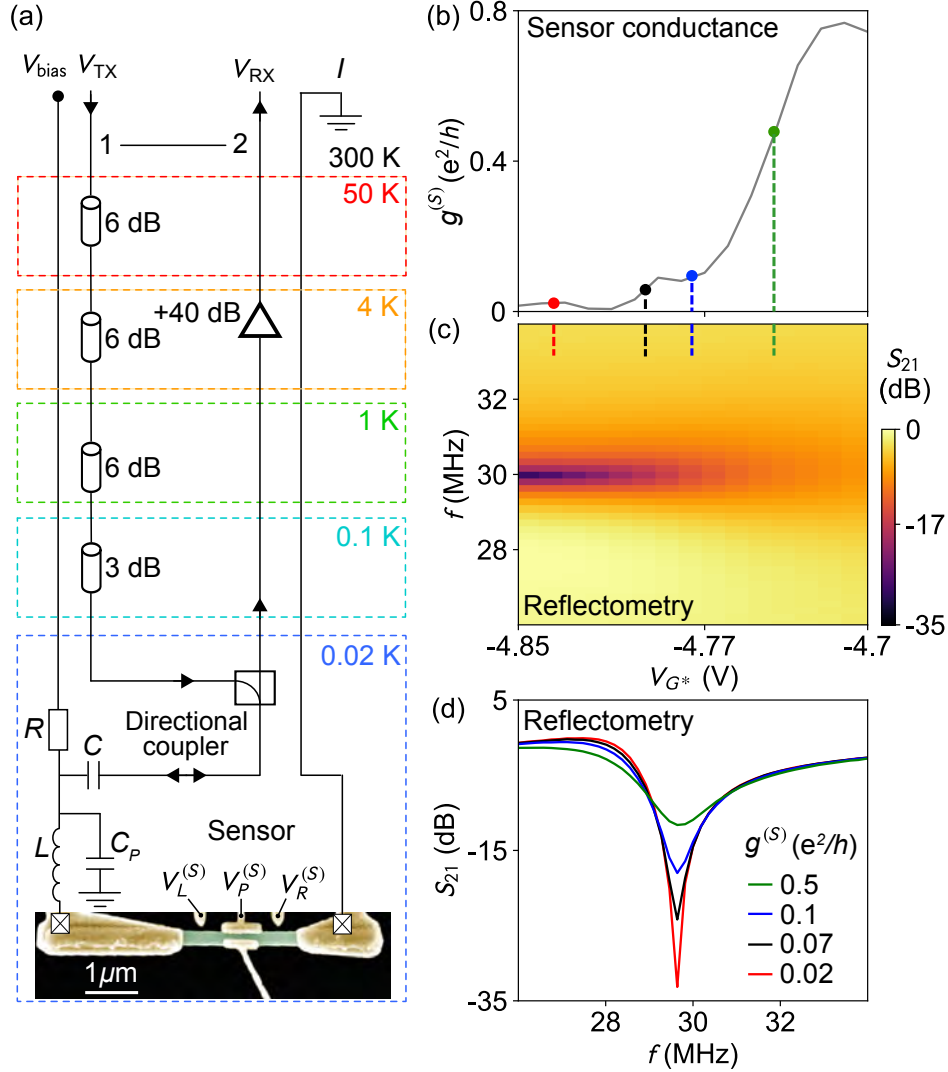 (a)
V_bias V_TX V_RX I
1 2
300 K
50 K
6 dB
4 K
+40 dB
6 dB
1 K
6 dB
0.1 K
3 dB
0.02 K
R
Directional
coupler
C
Sensor
L C_P V_L^(S) V_P^(S) V_R^(S)
1μm
(b)
0.8
Sensor conductance
g^(S) (e²/h)
0.4
0
(c)
S_21
(dB)
0
-17
-35
f (MHz)
32
30
28
Reflectometry
-4.85 -4.77 -4.7
V_G* (V)
(d)
5
Reflectometry
S_21 (dB)
-15
-35
g^(S) (e²/h)
0.5
0.1
0.07
0.02
28 30 32
f (MHz)